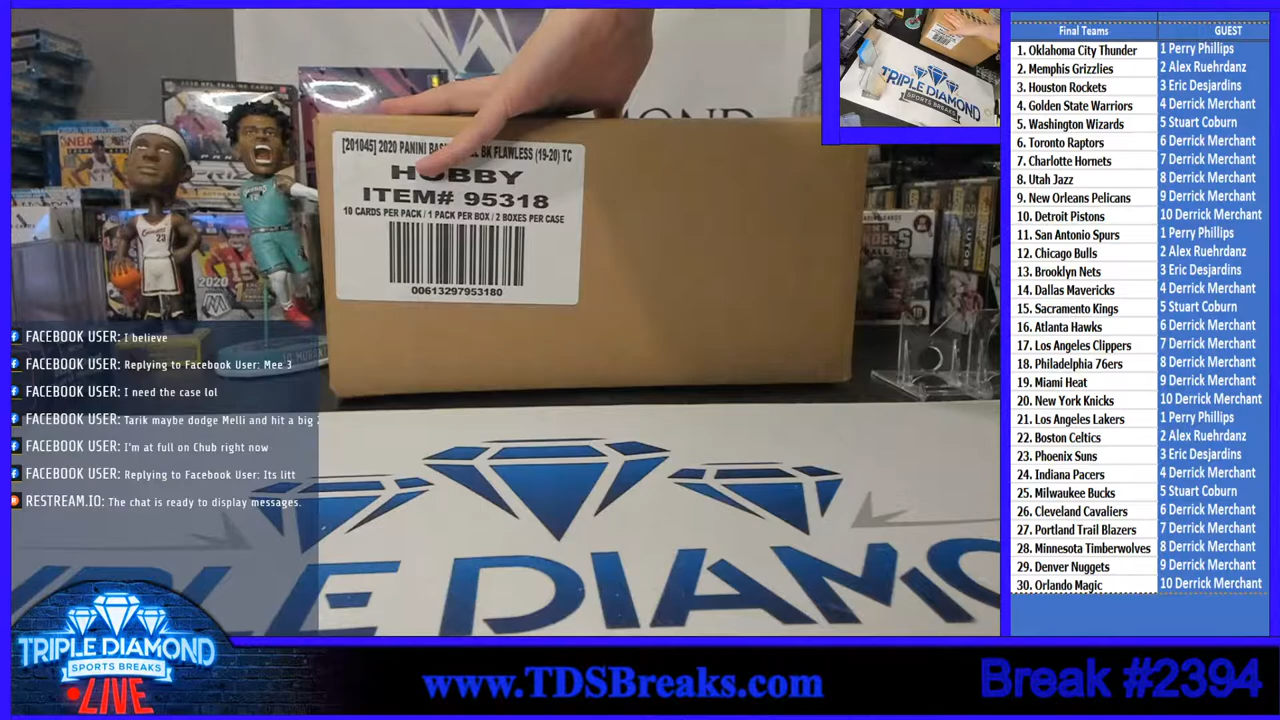 [201045] 2020 PANINI BK FLAWLESS (19-20) TC
HOBBY
ITEM# 95318
10 CARDS PER PACK / 1 PACK PER BOX / 2 BOXES PER CASE
00613297953180
2020
23
TRIPLE DIAMOND
SPORTS BREAKS
FACEBOOK USER: I believe
FACEBOOK USER: Replying to Facebook User: Mee 3
FACEBOOK USER: I need the case lol
FACEBOOK USER: Tarik maybe dodge Melli and hit a big
FACEBOOK USER: I'm at full on Chub right now
FACEBOOK USER: Replying to Facebook User: Its litt
RESTREAM.IO: The chat is ready to display messages.
PLE DIAMO
TRIPLE DIAMOND
SPORTS BREAKS
LIVE
www.TDSBreaks.com
Break #2394
Final Teams GUEST
1. Oklahoma City Thunder 1 Perry Phillips
2. Memphis Grizzlies 2 Alex Ruehrdanz
3. Houston Rockets 3 Eric Desjardins
4. Golden State Warriors 4 Derrick Merchant
5. Washington Wizards 5 Stuart Coburn
6. Toronto Raptors 6 Derrick Merchant
7. Charlotte Hornets 7 Derrick Merchant
8. Utah Jazz 8 Derrick Merchant
9. New Orleans Pelicans 9 Derrick Merchant
10. Detroit Pistons 10 Derrick Merchant
11. San Antonio Spurs 1 Perry Phillips
12. Chicago Bulls 2 Alex Ruehrdanz
13. Brooklyn Nets 3 Eric Desjardins
14. Dallas Mavericks 4 Derrick Merchant
15. Sacramento Kings 5 Stuart Coburn
16. Atlanta Hawks 6 Derrick Merchant
17. Los Angeles Clippers 7 Derrick Merchant
18. Philadelphia 76ers 8 Derrick Merchant
19. Miami Heat 9 Derrick Merchant
20. New York Knicks 10 Derrick Merchant
21. Los Angeles Lakers 1 Perry Phillips
22. Boston Celtics 2 Alex Ruehrdanz
23. Phoenix Suns 3 Eric Desjardins
24. Indiana Pacers 4 Derrick Merchant
25. Milwaukee Bucks 5 Stuart Coburn
26. Cleveland Cavaliers 6 Derrick Merchant
27. Portland Trail Blazers 7 Derrick Merchant
28. Minnesota Timberwolves 8 Derrick Merchant
29. Denver Nuggets 9 Derrick Merchant
30. Orlando Magic 10 Derrick Merchant